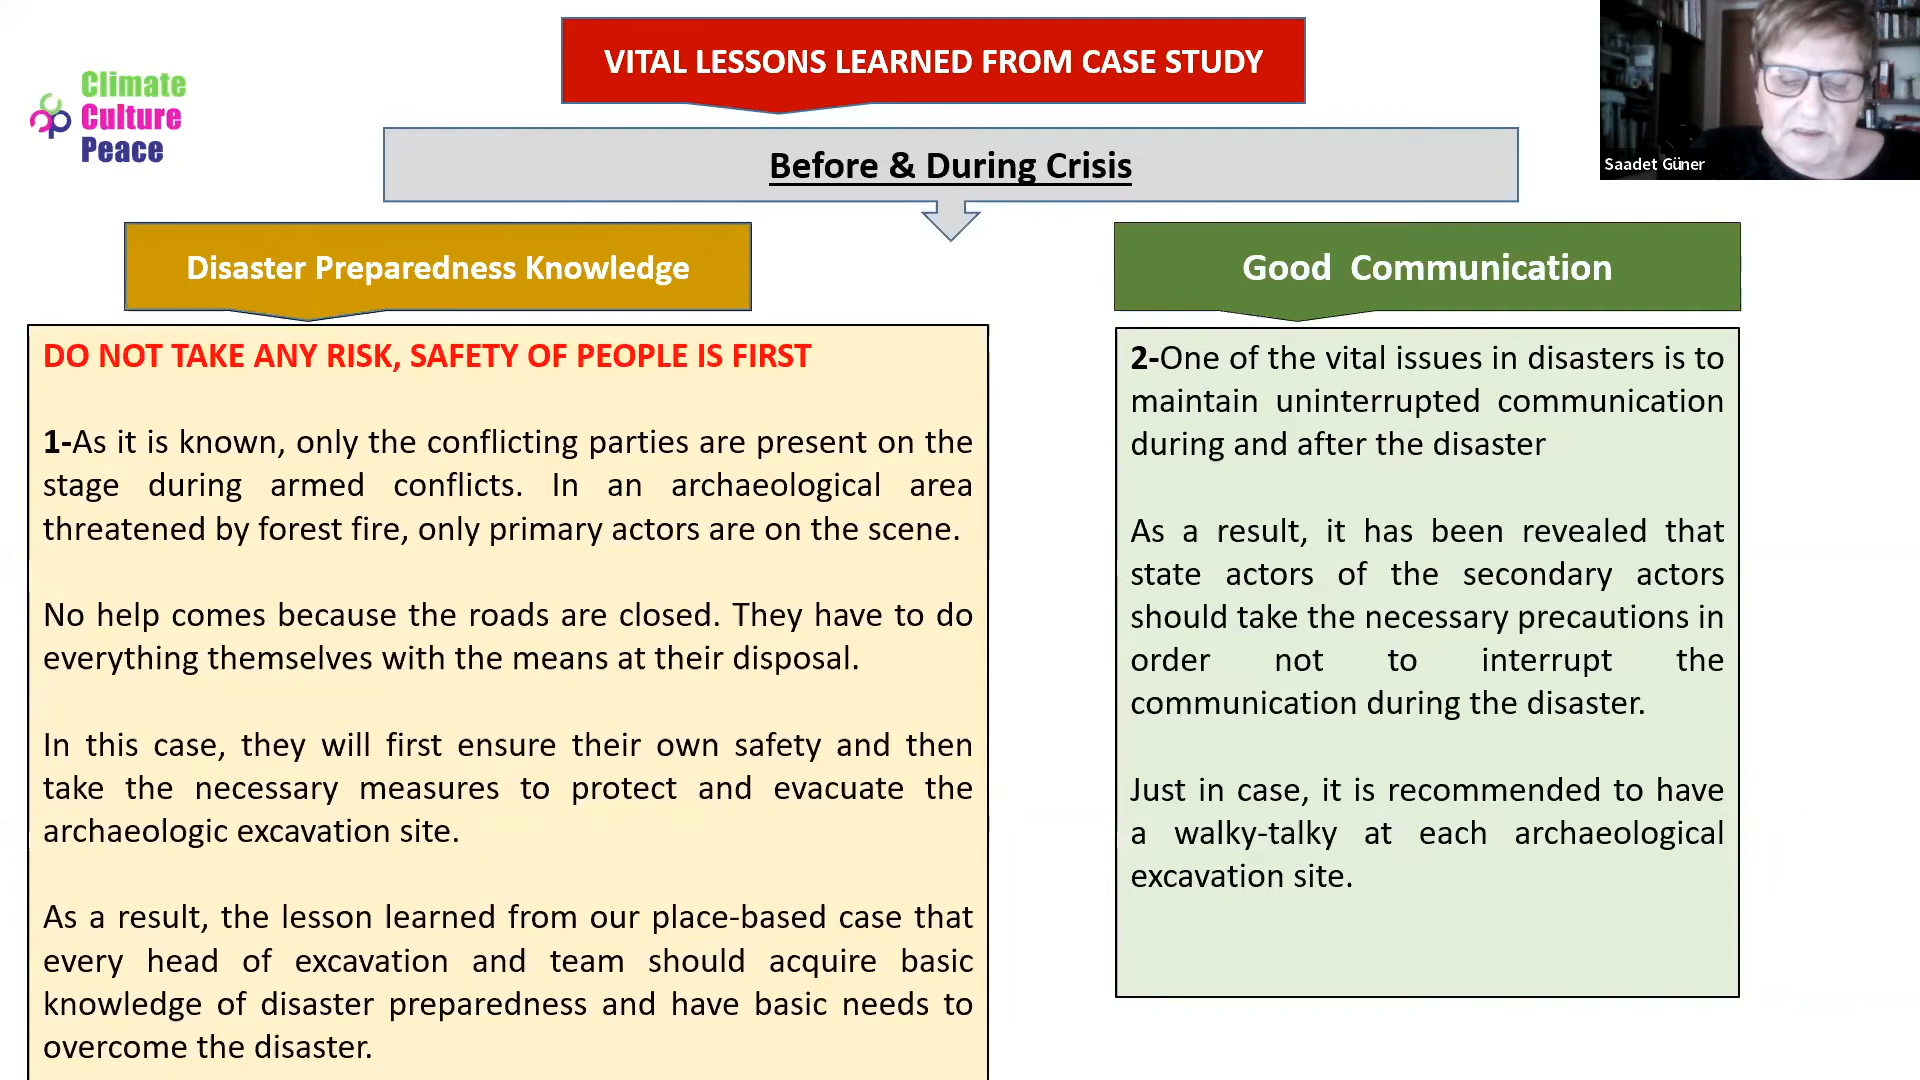 VITAL LESSONS LEARNED FROM CASE STUDY
Climate
Culture
Peace
Before & During Crisis
Saadet Güner
Disaster Preparedness Knowledge
DO NOT TAKE ANY RISK, SAFETY OF PEOPLE IS FIRST
1-As it is known, only the conflicting parties are present on the
stage during armed conflicts. In an archaeological area
threatened by forest fire, only primary actors are on the scene.
No help comes because the roads are closed. They have to do
everything themselves with the means at their disposal.
In this case, they will first ensure their own safety and then
take the necessary measures to protect and evacuate the
archaeologic excavation site.
As a result, the lesson learned from our place-based case that
every head of excavation and team should acquire basic
knowledge of disaster preparedness and have basic needs to
overcome the disaster.
Good Communication
2-One of the vital issues in disasters is to
maintain uninterrupted communication
during and after the disaster
As a result, it has been revealed that
state actors of the secondary actors
should take the necessary precautions in
order not to interrupt the
communication during the disaster.
Just in case, it is recommended to have
a walky-talky at each archaeological
excavation site.